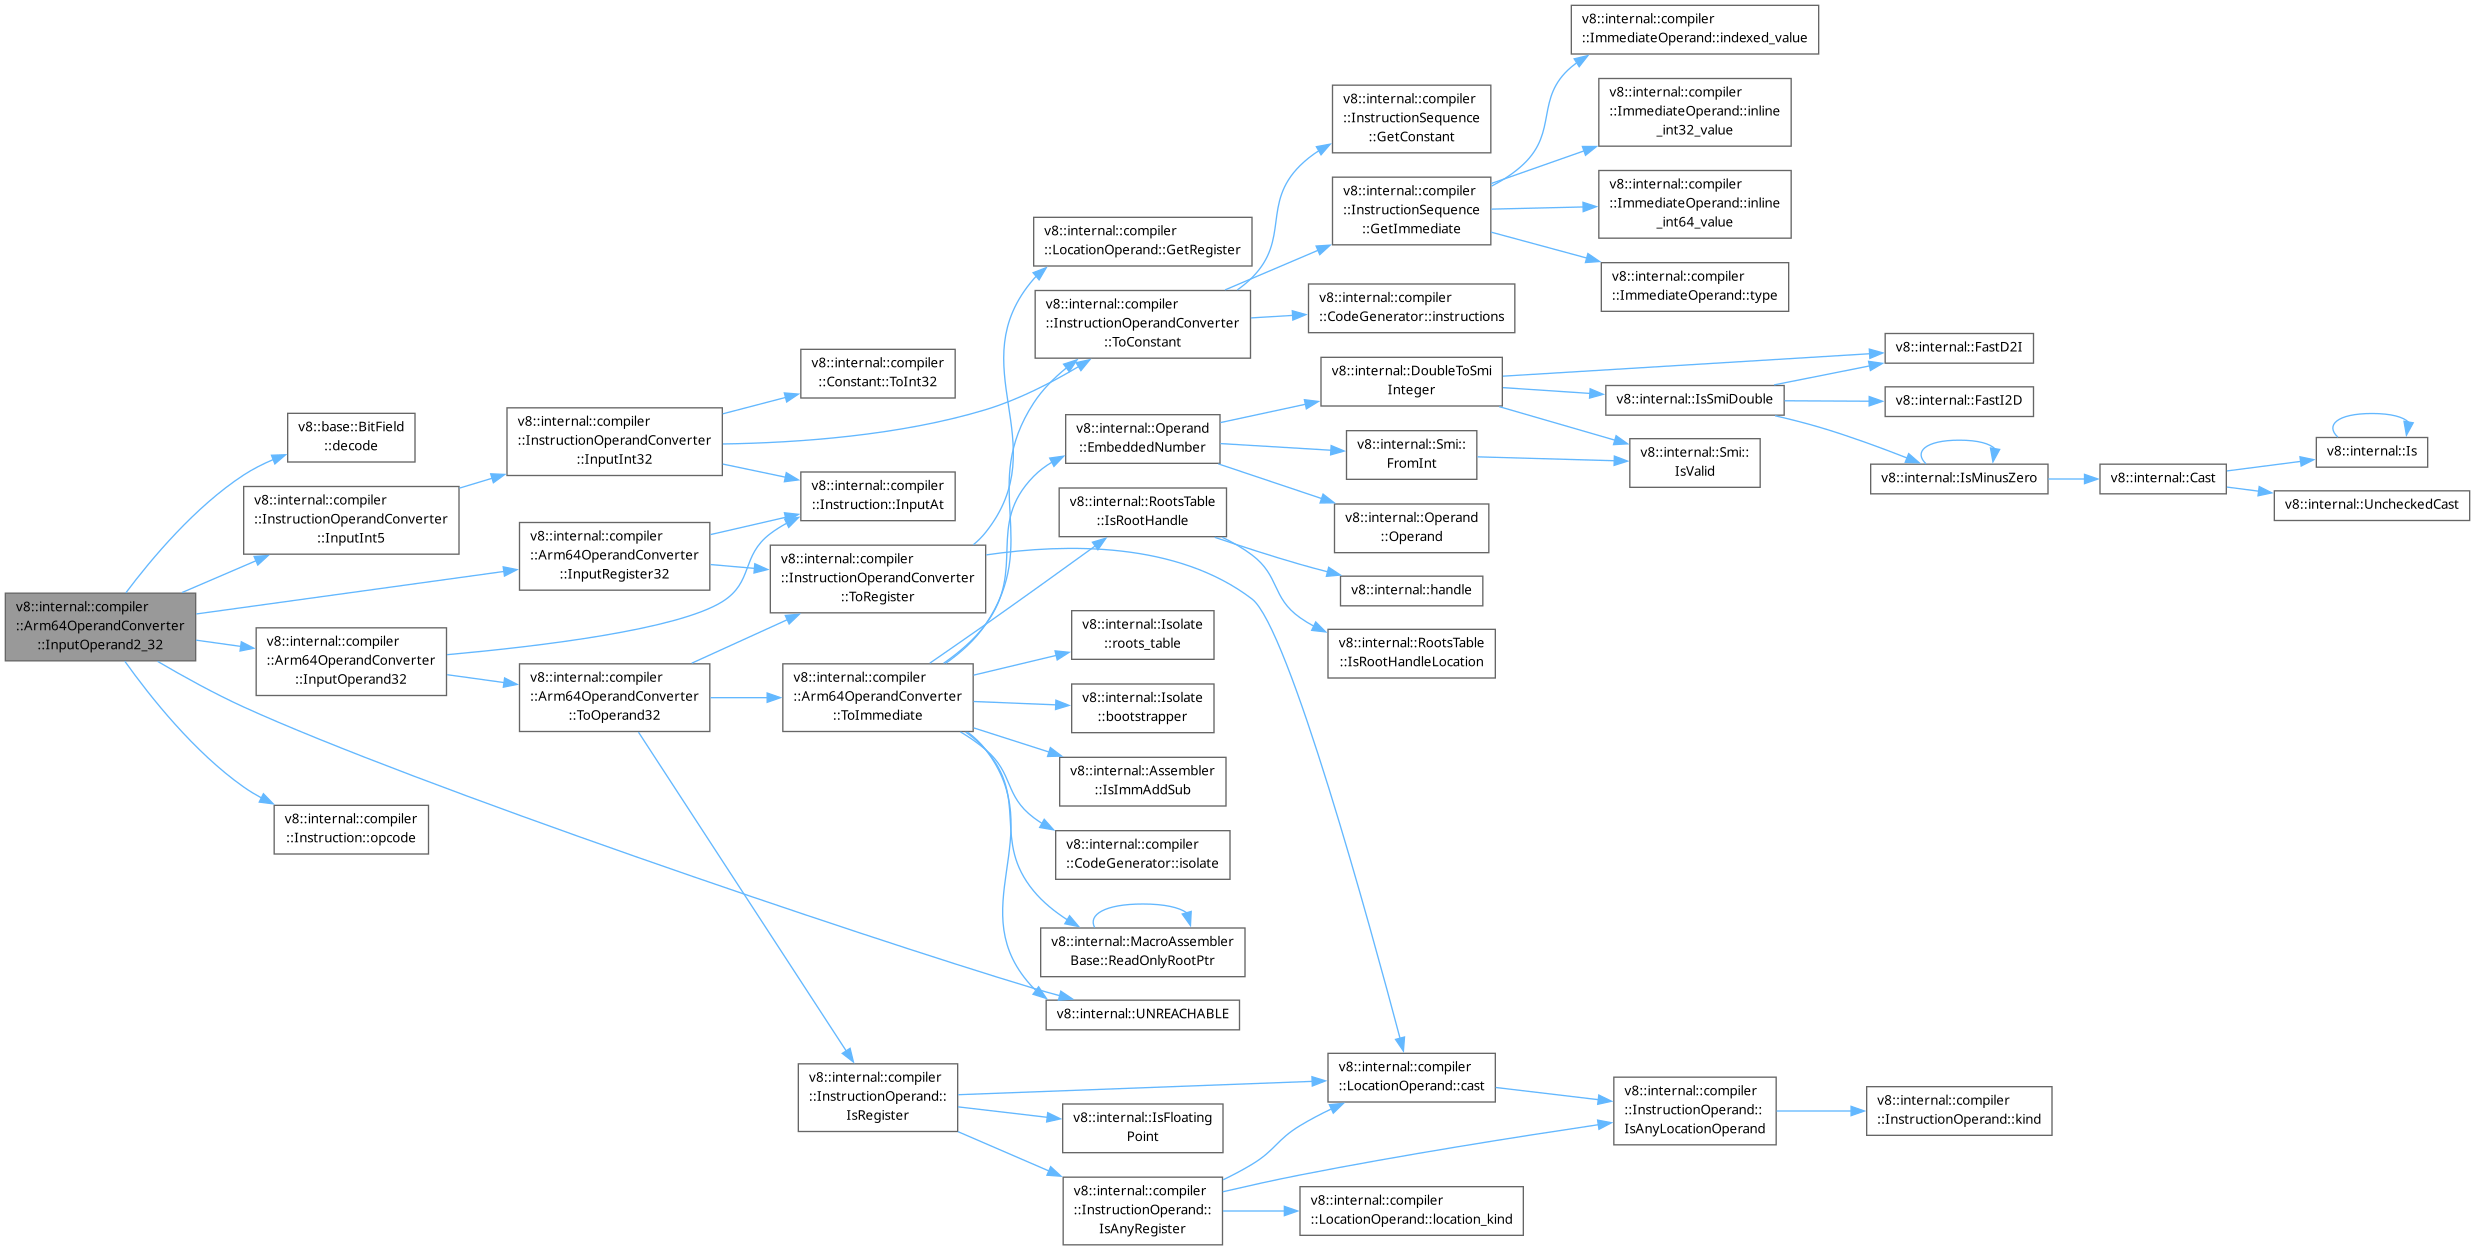 v8::internal::compiler
::Arm64OperandConverter
::InputOperand2_32
v8::base::BitField
::decode
v8::internal::compiler
::InstructionOperandConverter
::InputInt5
v8::internal::compiler
::Arm64OperandConverter
::InputOperand32
v8::internal::compiler
::Instruction::opcode
v8::internal::compiler
::InstructionOperandConverter
::InputInt32
v8::internal::compiler
::Arm64OperandConverter
::InputRegister32
v8::internal::compiler
::Arm64OperandConverter
::ToOperand32
v8::internal::compiler
::Constant::ToInt32
v8::internal::compiler
::Instruction::InputAt
v8::internal::compiler
::InstructionOperandConverter
::ToRegister
v8::internal::compiler
::Arm64OperandConverter
::ToImmediate
v8::internal::compiler
::InstructionOperand::
IsRegister
v8::internal::compiler
::LocationOperand::GetRegister
v8::internal::compiler
::InstructionOperandConverter
::ToConstant
v8::internal::Operand
::EmbeddedNumber
v8::internal::RootsTable
::IsRootHandle
v8::internal::Isolate
::roots_table
v8::internal::Isolate
::bootstrapper
v8::internal::Assembler
::IsImmAddSub
v8::internal::compiler
::CodeGenerator::isolate
v8::internal::MacroAssembler
Base::ReadOnlyRootPtr
v8::internal::UNREACHABLE
v8::internal::IsFloating
Point
v8::internal::compiler
::InstructionOperand::
IsAnyRegister
v8::internal::compiler
::InstructionSequence
::GetConstant
v8::internal::compiler
::InstructionSequence
::GetImmediate
v8::internal::compiler
::CodeGenerator::instructions
v8::internal::DoubleToSmi
Integer
v8::internal::Smi::
FromInt
v8::internal::Operand
::Operand
v8::internal::handle
v8::internal::RootsTable
::IsRootHandleLocation
v8::internal::compiler
::LocationOperand::cast
v8::internal::compiler
::LocationOperand::location_kind
v8::internal::compiler
::ImmediateOperand::indexed_value
v8::internal::compiler
::ImmediateOperand::inline
_int32_value
v8::internal::compiler
::ImmediateOperand::inline
_int64_value
v8::internal::compiler
::ImmediateOperand::type
v8::internal::IsSmiDouble
v8::internal::Smi::
IsValid
v8::internal::compiler
::InstructionOperand::
IsAnyLocationOperand
v8::internal::FastD2I
v8::internal::FastI2D
v8::internal::IsMinusZero
v8::internal::compiler
::InstructionOperand::kind
v8::internal::Cast
v8::internal::Is
v8::internal::UncheckedCast